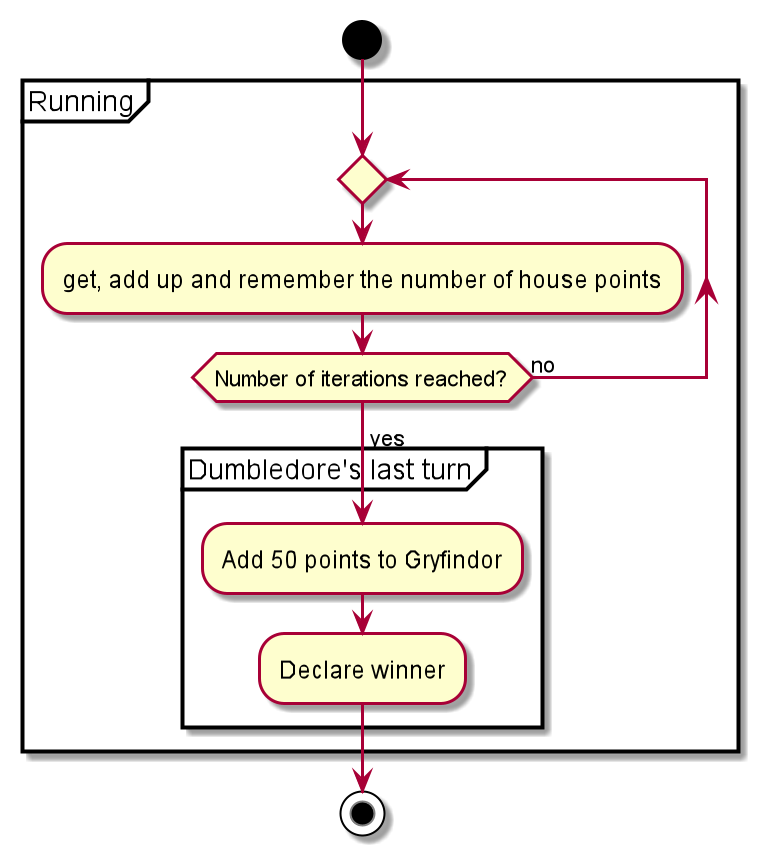 Running
get, add up and remember the number of house points
Number of iterations reached?
no
yes
Dumbledore's last turn
Add 50 points to Gryfindor
Declare winner